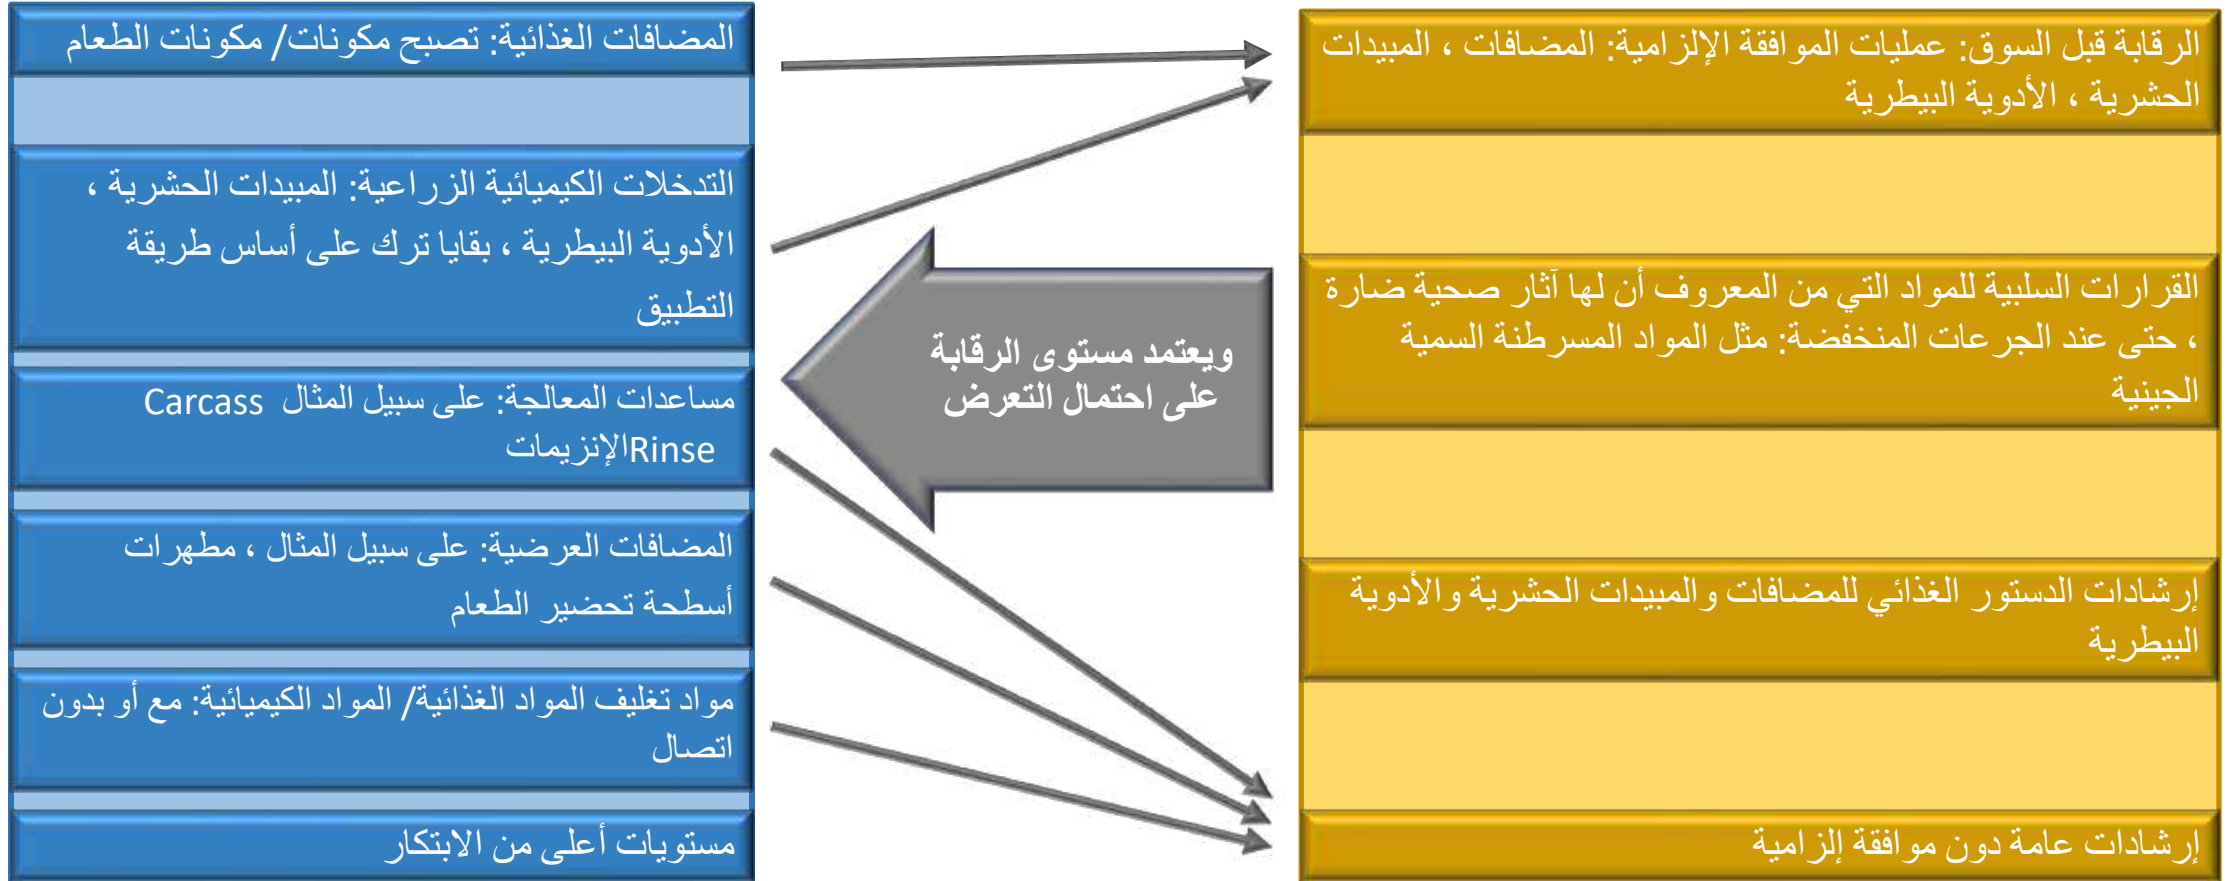 المضافات الغذائية: تصبح مكونات/ مكونات الطعام
التدخلات الكيميائية الزراعية: المبيدات الحشرية ،
الأدوية البيطرية ، بقايا ترك على أساس طريقة
التطبيق
مساعدات المعالجة: على سبيل المثال Carcass
Rinseالإنزيمات
المضافات العرضية: على سبيل المثال ، مطهرات
أسطحة تحضير الطعام
مواد تغليف المواد الغذائية/ المواد الكيميائية: مع أو بدون
اتصال
مستويات أعلى من الابتكار
ويعتمد مستوى الرقابة
على احتمال التعرض
الرقابة قبل السوق: عمليات الموافقة الإلزامية: المضافات ، المبيدات
الحشرية ، الأدوية البيطرية
القرارات السلبية للمواد التي من المعروف أن لها آثار صحية ضارة
، حتى عند الجرعات المنخفضة: مثل المواد المسرطنة السمية
الجينية
إرشادات الدستور الغذائي للمضافات والمبيدات الحشرية والأدوية
البيطرية
إرشادات عامة دون موافقة إلزامية